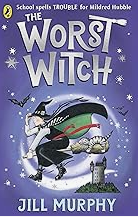 School spells TROUBLE for Mildred Hubble
THE
WORST
WITCH
JILL MURPHY